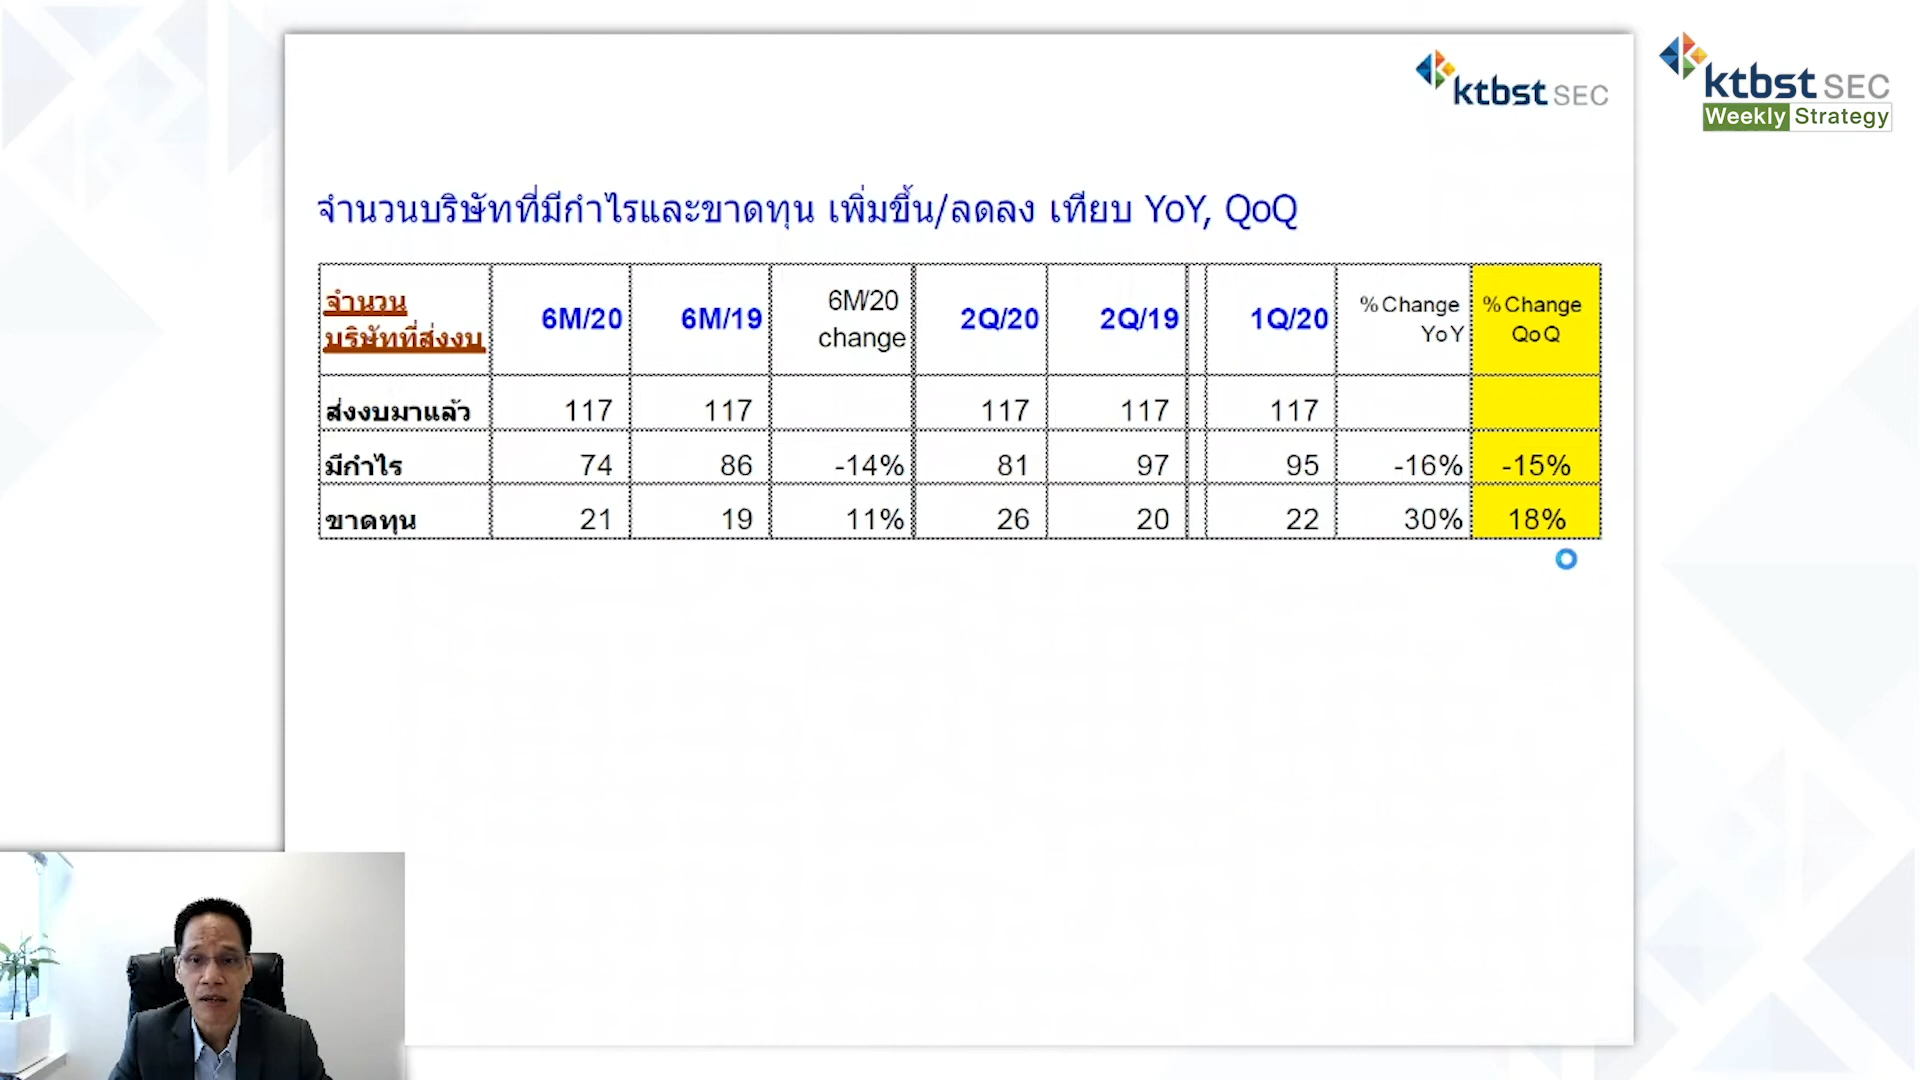 ktbst SEC
ktbst SEC
Weekly Strategy
จำนวนบริษัทที่มีกำไรและขาดทุน เพิ่มขึ้น/ลดลง เทียบ YoY, QoQ
จำนวน
บริษัทที่ส่งงบ
6M/20
6M/19
6M/20
change
2Q/20
2Q/19
1Q/20
% Change
YoY
% Change
QoQ
ส่งงบมาแล้ว 117 117 117 117 117
มีกำไร 74 86 -14% 81 97 95 -16% -15%
ขาดทุน 21 19 11% 26 20 22 30% 18%